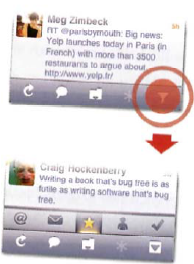 Meg Zimbeck
5h
RT @parisbymouth: Big news:
Yelp launches today in Paris (in
French) with more than 3500
restaurants to argue about
http://www.yelp.fr/
Craig Hockenberry
Writing a book that's bug free is as
futile as writing software that's bug
free.
@